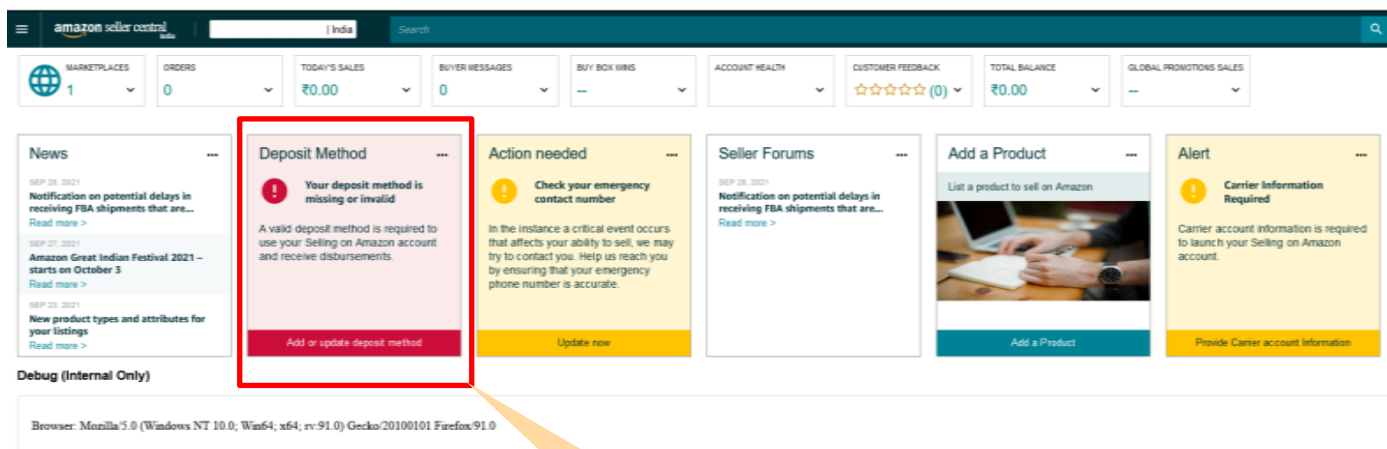 amazon seller central
india
| India
Search
MARKETPLACES
1
ORDERS
0
TODAY'S SALES
₹0.00
BUYER MESSAGES
0
BUY BOX WINS
--
ACCOUNT HEALTH
CUSTOMER FEEDBACK
(0)
TOTAL BALANCE
₹0.00
GLOBAL PROMOTIONS SALES
--
News
SEP 28, 2021
Notification on potential delays in
receiving FBA shipments that are...
Read more >
SEP 27, 2021
Amazon Great Indian Festival 2021 –
starts on October 3
Read more >
SEP 23, 2021
New product types and attributes for
your listings
Read more >
Deposit Method
Your deposit method is
missing or invalid
A valid deposit method is required to
use your Selling on Amazon account
and receive disbursements.
Add or update deposit method
Action needed
Check your emergency
contact number
In the instance a critical event occurs
that affects your ability to sell, we may
try to contact you. Help us reach you
by ensuring that your emergency
phone number is accurate.
Update now
Seller Forums
SEP 28, 2021
Notification on potential delays in
receiving FBA shipments that are...
Read more >
Add a Product
List a product to sell on Amazon
Add a Product
Alert
Carrier Information
Required
Carrier account information is required
to launch your Selling on Amazon
account.
Provide Carrier account Information
Debug (Internal Only)
Browser: Mozilla/5.0 (Windows NT 10.0; Win64; x64; rv:91.0) Gecko/20100101 Firefox/91.0